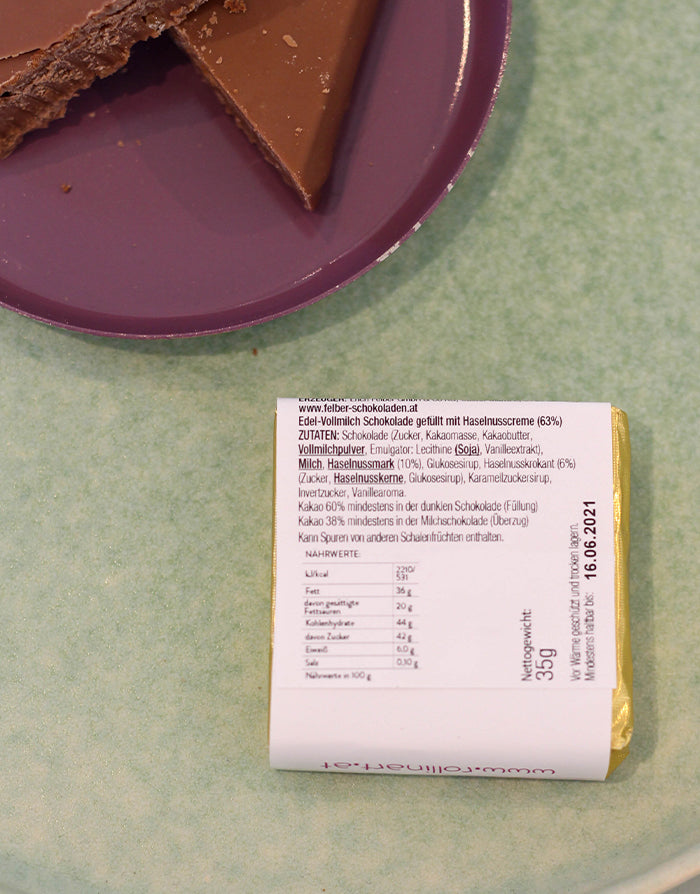 ERZEUGER:
www.felber-schokoladen.at
Edel-Vollmilch Schokolade gefüllt mit Haselnusscreme (63%)
ZUTATEN: Schokolade (Zucker, Kakaomasse, Kakaobutter,
Vollmilchpulver, Emulgator: Lecithine (Soja), Vanilleextrakt),
Milch, Haselnussmark (10%), Glukosesirup, Haselnusskrokant (6%)
(Zucker, Haselnusskerne, Glukosesirup), Karamellzuckersirup,
Invertzucker, Vanillearoma.
Kakao 60% mindestens in der dunklen Schokolade (Füllung)
Kakao 38% mindestens in der Milchschokolade (Überzug)
Kann Spuren von anderen Schalenfrüchten enthalten.
NÄHRWERTE:
kJ/kcal 2210/
531
Fett 36 g
davon gesättigte
Fettsäuren 20 g
Kohlenhydrate 44 g
davon Zucker 42 g
Eiweiß 6,0 g
Salz 0,10 g
Nährwerte in 100 g
Nettogewicht:
35g
Vor Wärme geschützt und trocken lagern.
Mindestens haltbar bis: 16.06.2021
www.rollinart.at